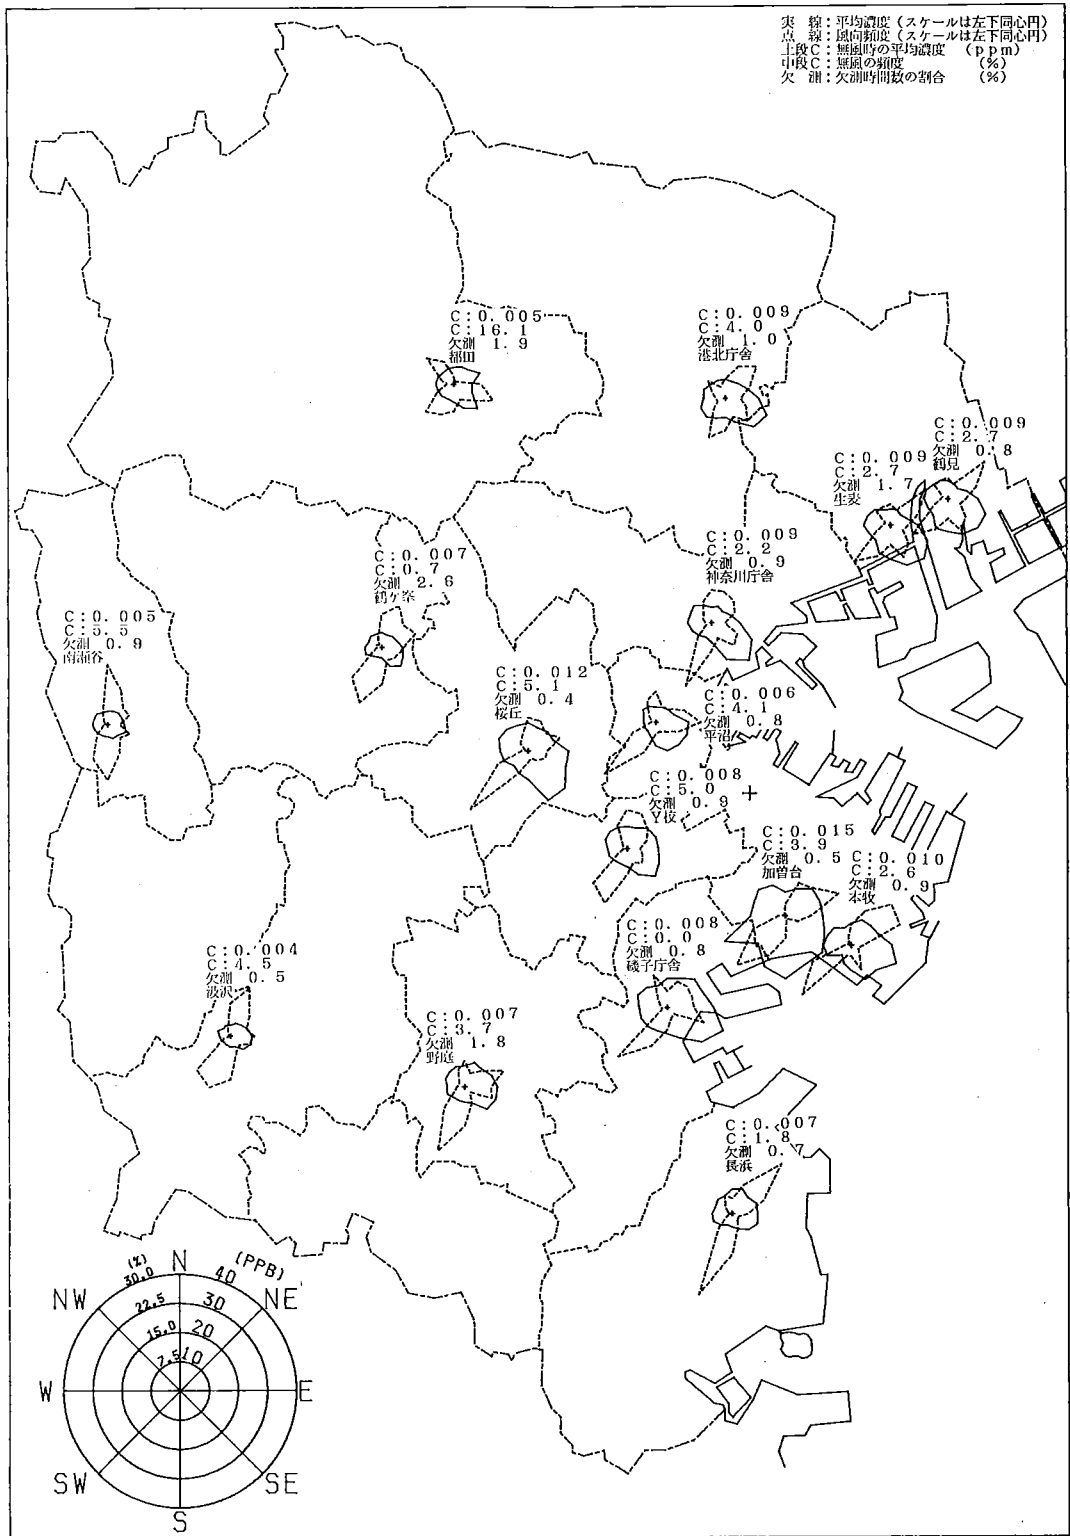 実　線：平均濃度（スケールは左下同心円）
点　線：風向頻度（スケールは左下同心円）
上段C：無風時の平均濃度　（ｐｐｍ）
中段C：無風の頻度　　　　（％）
欠　測：欠測時間数の割合　（％）
C：0．005
C：16．1
欠測　1．9
都田
C：0．009
C：4．0
欠測　1．0
港北庁舎
C：0．009
C：2．7
欠測　0．8
鶴見
C：0．009
C：2．7
欠測　1．7
生麦
C：0．009
C：2．2
欠測　0．9
神奈川庁舎
C：0．007
C：0．7
欠測　2．6
鶴ケ峯
C：0．005
C：5．5
欠測　0．9
南瀬谷
C：0．012
C：5．1
欠測　0．4
桜丘
C：0．006
C：4．1
欠測　0．8
平沼
C：0．008
C：5．0
欠測　0．9
Y校
C：0．015
C：3．9
欠測　0．5
加曽台
C：0．010
C：2．6
欠測　0．9
本牧
C：0．008
C：0．0
欠測　0．8
磯子庁舎
C：0．004
C：4．5
欠測　0．5
汲沢
C：0．007
C：3．7
欠測　1．8
野庭
C：0．007
C：1．8
欠測　0．7
長浜
(%) N (PPB)
30.0 40
NW 22.5 30 NE
15.0 20
7.5 10
W E
SW SE
S